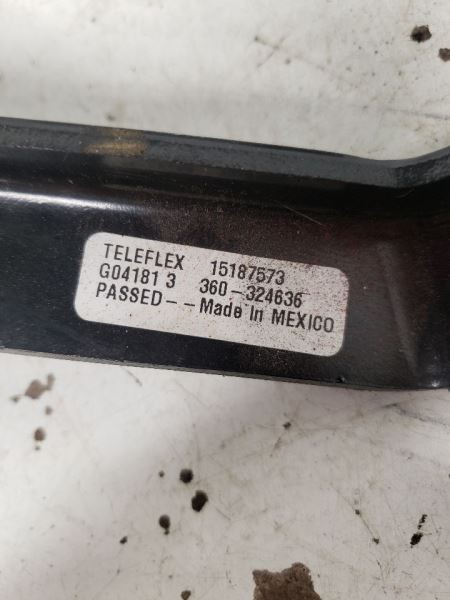 TELEFLEX 15187573
G04181 3 360-324636
PASSED-- Made In MEXICO